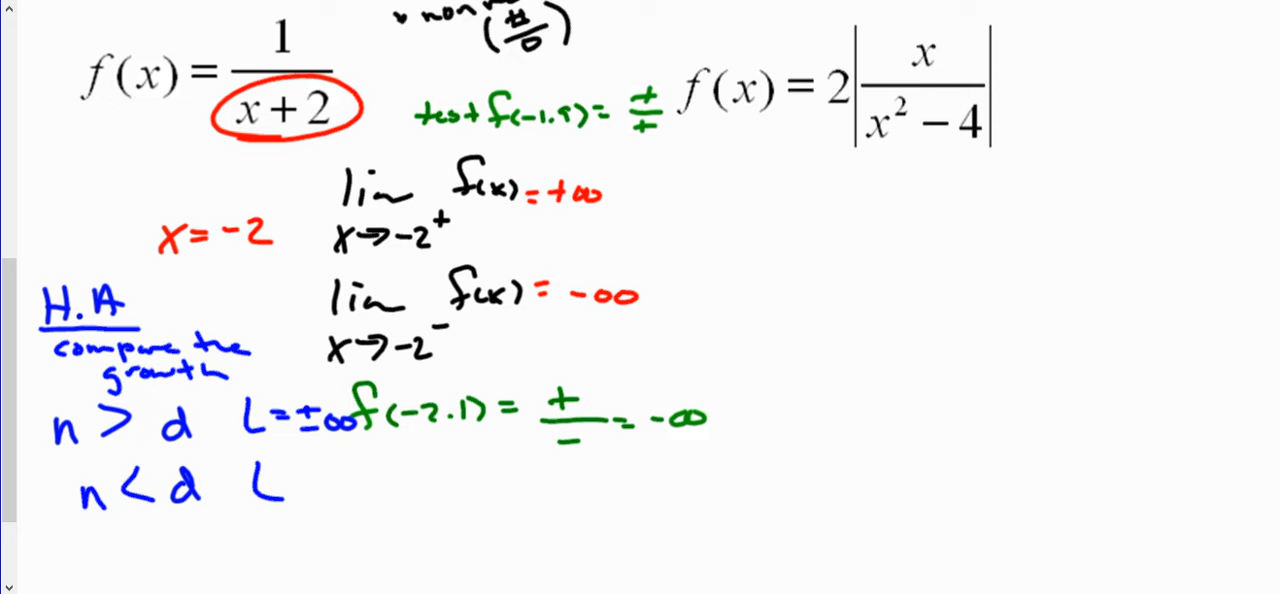 non
(#/0)
f(x) = 1/(x + 2)
test f(-1.9) = +/+
f(x) = 2|x/(x² − 4)|
lim x→-2⁺ f(x) = +∞
x = -2
lim x→-2⁻ f(x) = -∞
H.A
compare the
growth
n > d L = ±∞
f(-2.1) = +/- = -∞
n < d L